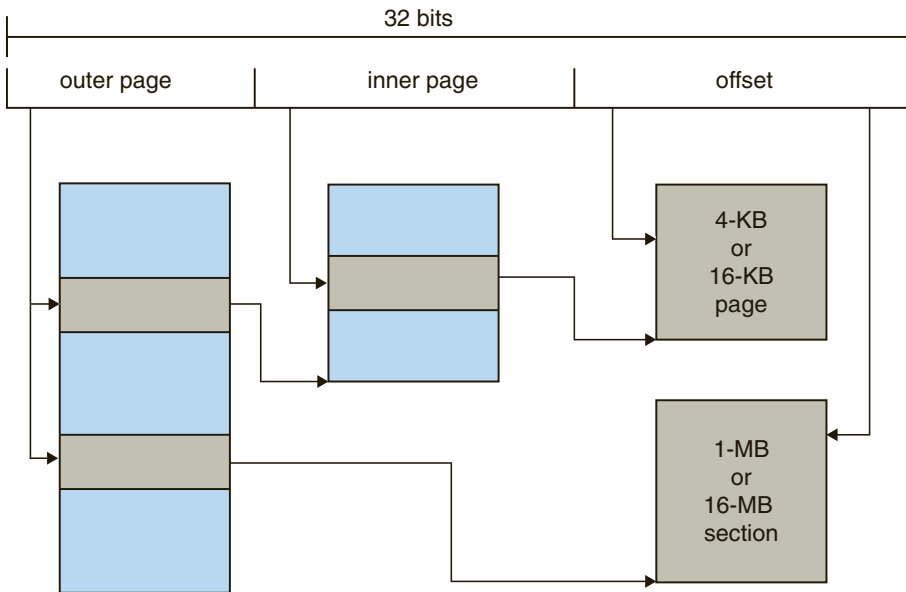 32 bits
outer page
inner page
offset
4-KB
or
16-KB
page
1-MB
or
16-MB
section